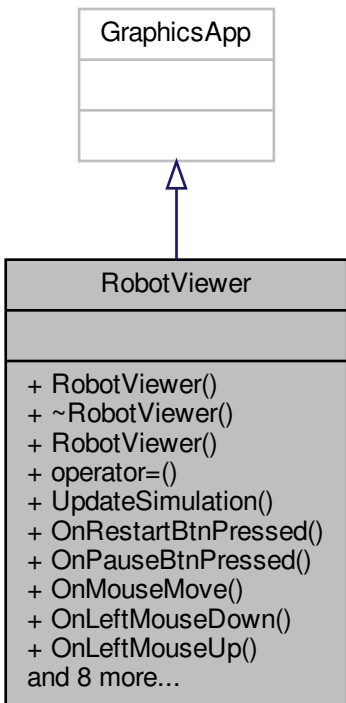 GraphicsApp
RobotViewer
+ RobotViewer()
+ ~RobotViewer()
+ RobotViewer()
+ operator=()
+ UpdateSimulation()
+ OnRestartBtnPressed()
+ OnPauseBtnPressed()
+ OnMouseMove()
+ OnLeftMouseDown()
+ OnLeftMouseUp()
and 8 more...